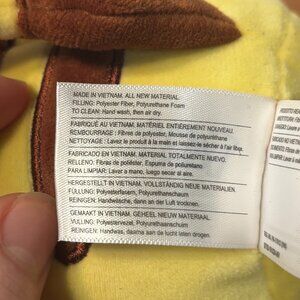 MADE IN VIETNAM. ALL NEW MATERIAL.
FILLING: Polyester Fiber, Polyurethane Foam
TO CLEAN: Hand wash, then air dry.
FABRIQUÉ AU VIETNAM. MATÉRIEL ENTIÈREMENT NOUVEAU.
REMBOURRAGE: Fibras de polyester, Mousse de polyuréthane
NETTOYAGE: Lavez le produit à la main et laissez-le sécher à l'air libre.
FABRICADO EN VIETNAM. MATERIAL TOTALMENTE NUEVO.
RELLENO: Fibras de poliéster, Espuma de poliuretano
PARA LIMPIAR: Lavar a mano, luego secar al aire.
HERGESTELLT IN VIETNAM. VOLLSTÄNDIG NEUE MATERIALIEN.
FÜLLUNG: Polyesterfasern, Polyurethanschaum
REINIGEN: Handwäsche, dann an der Luft trocknen.
GEMAAKT IN VIETNAM. GEHEEL NIEUW MATERIAAL.
VULLING: Polyestervezel, Polyurethaanschuim
REINIGEN: Handwas, daarna aan de lucht laten drogen.